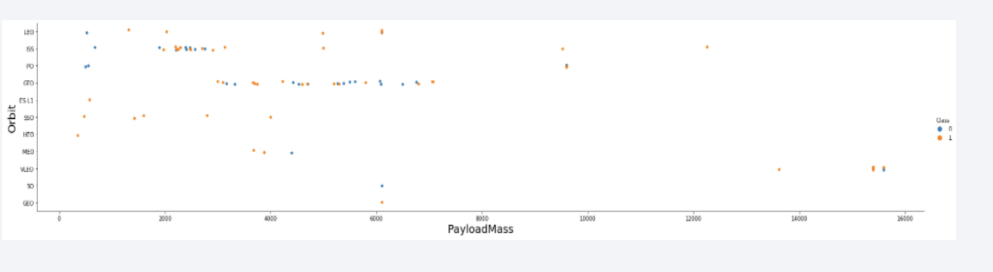 LEO
ISS
PO
GTO
ES-L1
SSO
HEO
MEO
VLEO
SO
GEO
Orbit
0 2000 4000 6000 8000 10000 12000 14000 16000
PayloadMass
Class
0
1